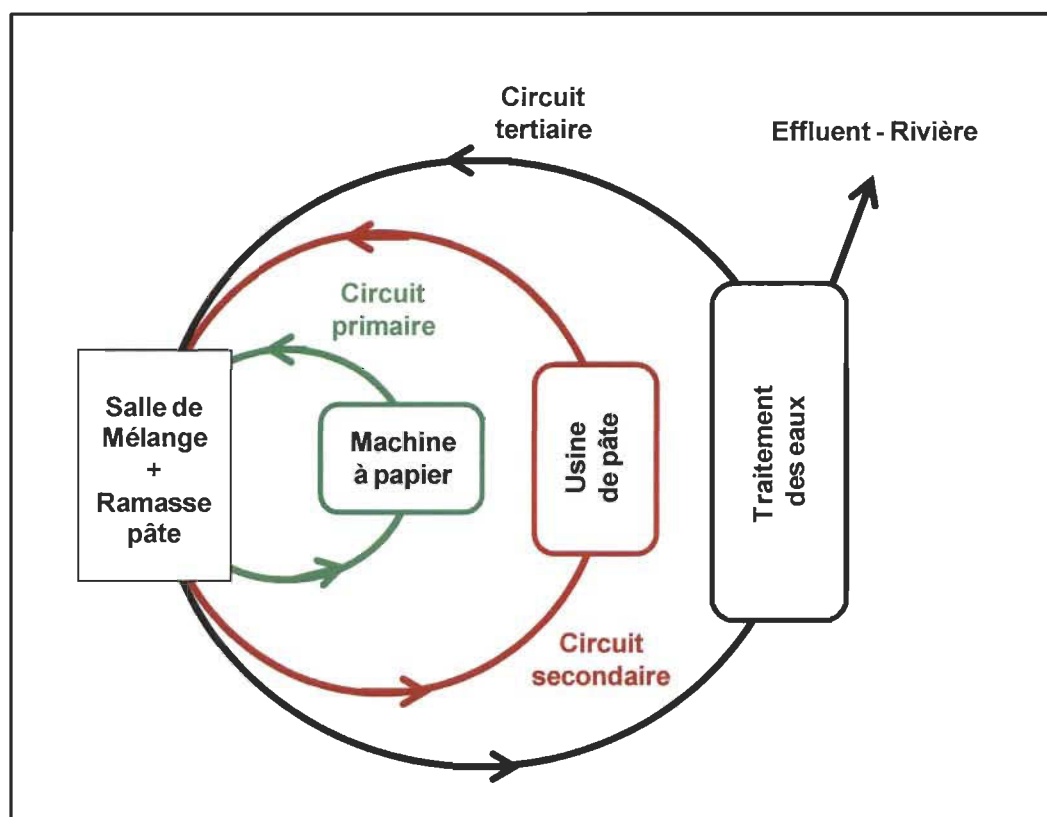 Circuit
tertiaire
Effluent - Rivière
Circuit
primaire
Salle de
Mélange
+
Ramasse
pâte
Machine
à papier
Usine
de pâte
Traitement
des eaux
Circuit
secondaire